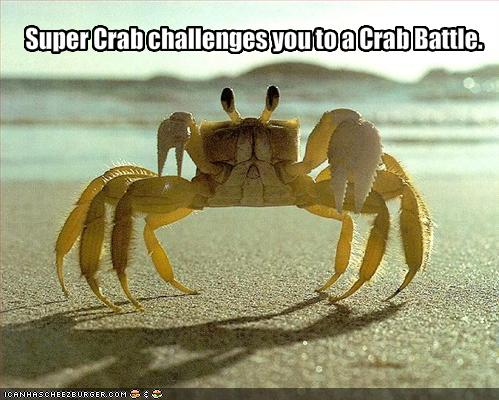 Super Crab challenges you to a Crab Battle.
ICANHASCHEEZBURGER.COM